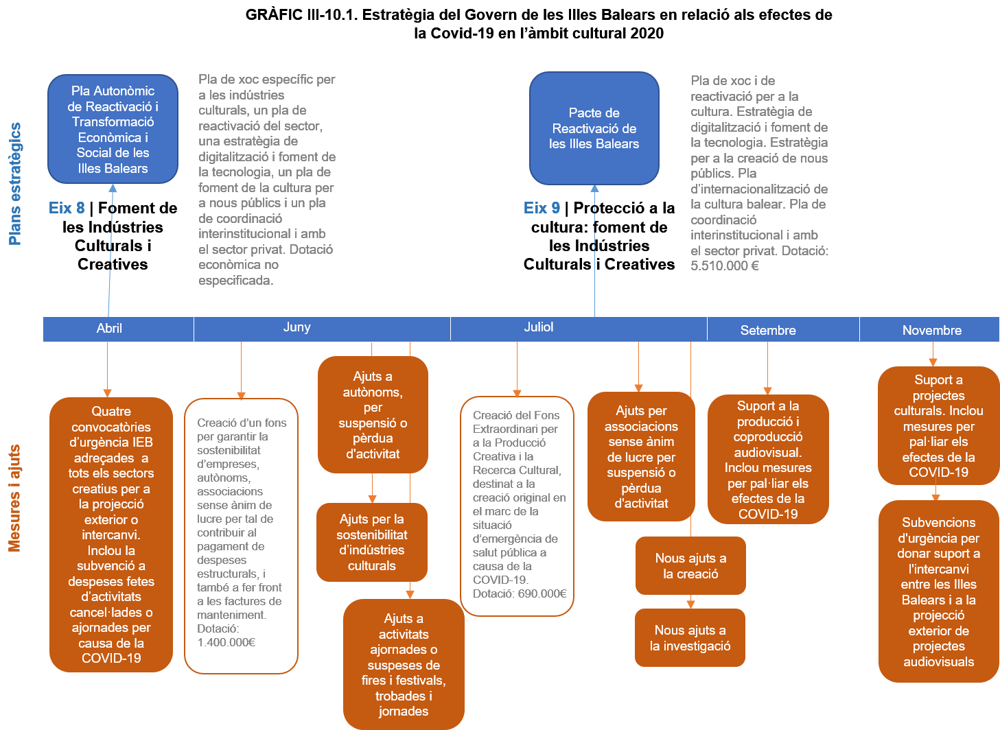 GRÀFIC III-10.1. Estratègia del Govern de les Illes Balears en relació als efectes de
la Covid-19 en l'àmbit cultural 2020
Plans estratègics
Pla Autonòmic
de Reactivació i
Transformació
Econòmica i
Social de les
Illes Balears
Eix 8 | Foment de
les Indústries
Culturals i
Creatives
Pla de xoc específic per
a les indústries
culturals, un pla de
reactivació del sector,
una estratègia de
digitalització i foment de
la tecnologia, un pla de
foment de la cultura per
a nous públics i un pla
de coordinació
interinstitucional i amb
el sector privat. Dotació
econòmica no
especificada.
Pacte de
Reactivació de
les Illes Balears
Eix 9 | Protecció a la
cultura: foment de
les Indústries
Culturals i Creatives
Pla de xoc i de
reactivació per a la
cultura. Estratègia de
digitalització i foment de
la tecnologia. Estratègia
per a la creació de nous
públics. Pla
d'internacionalització de
la cultura balear. Pla de
coordinació
interinstitucional i amb
el sector privat. Dotació:
5.510.000 €
Abril
Juny
Juliol
Setembre
Novembre
Mesures i ajuts
Quatre
convocatòries
d'urgència IEB
adreçades  a
tots els sectors
creatius per a
la projecció
exterior o
intercanvi.
Inclou la
subvenció a
despeses fetes
d'activitats
cancel·lades o
ajornades per
causa de la
COVID-19
Creació d'un fons
per garantir la
sostenibilitat
d'empreses,
autònoms,
associacions
sense ànim de
lucre per tal de
contribuir al
pagament de
despeses
estructurals, i
també a fer front
a les factures de
manteniment.
Dotació:
1.400.000€
Ajuts a
autònoms,
per
suspensió o
pèrdua
d'activitat
Ajuts per la
sostenibilitat
d'indústries
culturals
Ajuts a
activitats
ajornades o
suspeses de
fires i festivals,
trobades i
jornades
Creació del Fons
Extraordinari per
a la Producció
Creativa i la
Recerca Cultural,
destinat a la
creació original en
el marc de la
situació
d'emergència de
salut pública a
causa de la
COVID-19.
Dotació: 690.000€
Ajuts per
associacions
sense ànim
de lucre per
suspensió o
pèrdua
d'activitat
Nous ajuts a
la creació
Nous ajuts a
la investigació
Suport a la
producció i
coproducció
audiovisual.
Inclou mesures
per pal·liar els
efectes de la
COVID-19
Suport a
projectes
culturals. Inclou
mesures per
pal·liar els
efectes de la
COVID-19
Subvencions
d'urgència per
donar suport a
l'intercanvi
entre les Illes
Balears i a la
projecció
exterior de
projectes
audiovisuals